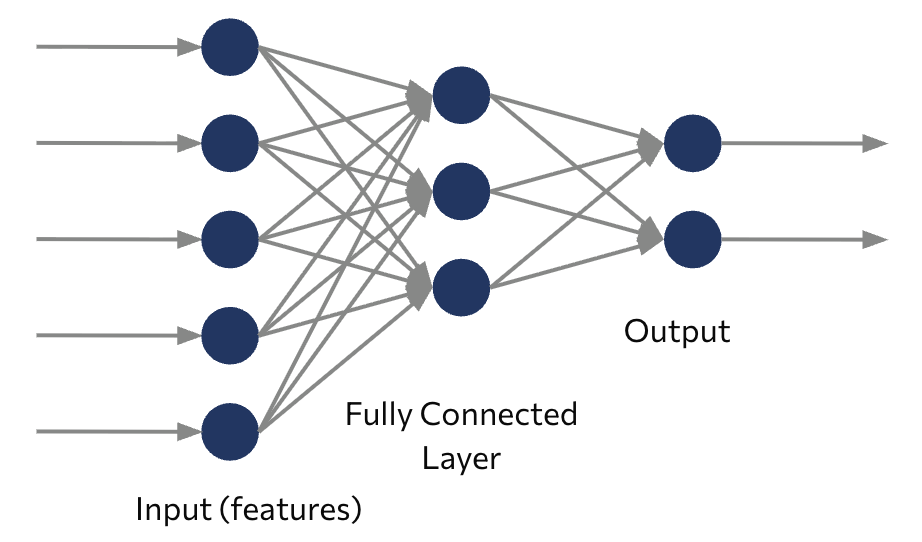 Output
Fully Connected
Layer
Input (features)